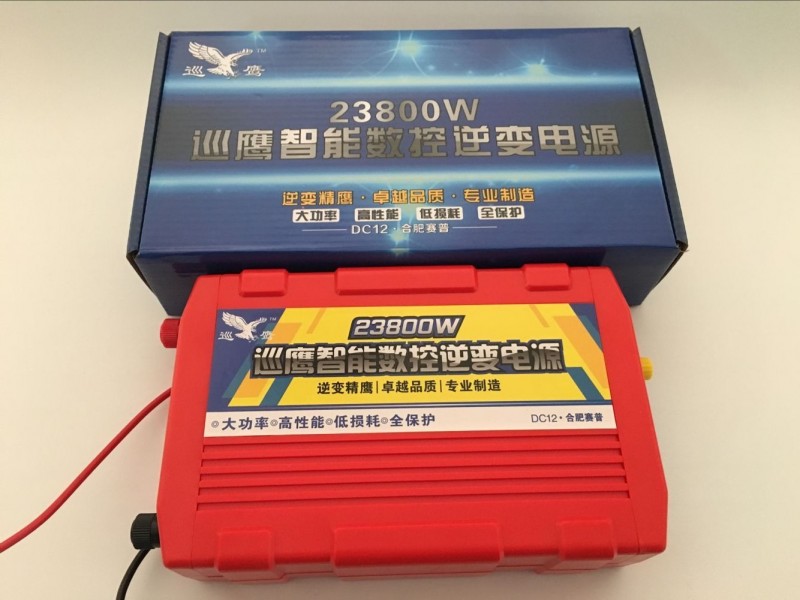 巡鹰 TM
23800W
巡鹰智能数控逆变电源
逆变精鹰·卓越品质·专业制造
大功率 高性能 低损耗 全保护
DC12·合肥赛普
巡鹰 TM
23800W
巡鹰智能数控逆变电源
逆变精鹰|卓越品质|专业制造
大功率 高性能 低损耗 全保护
DC12·合肥赛普